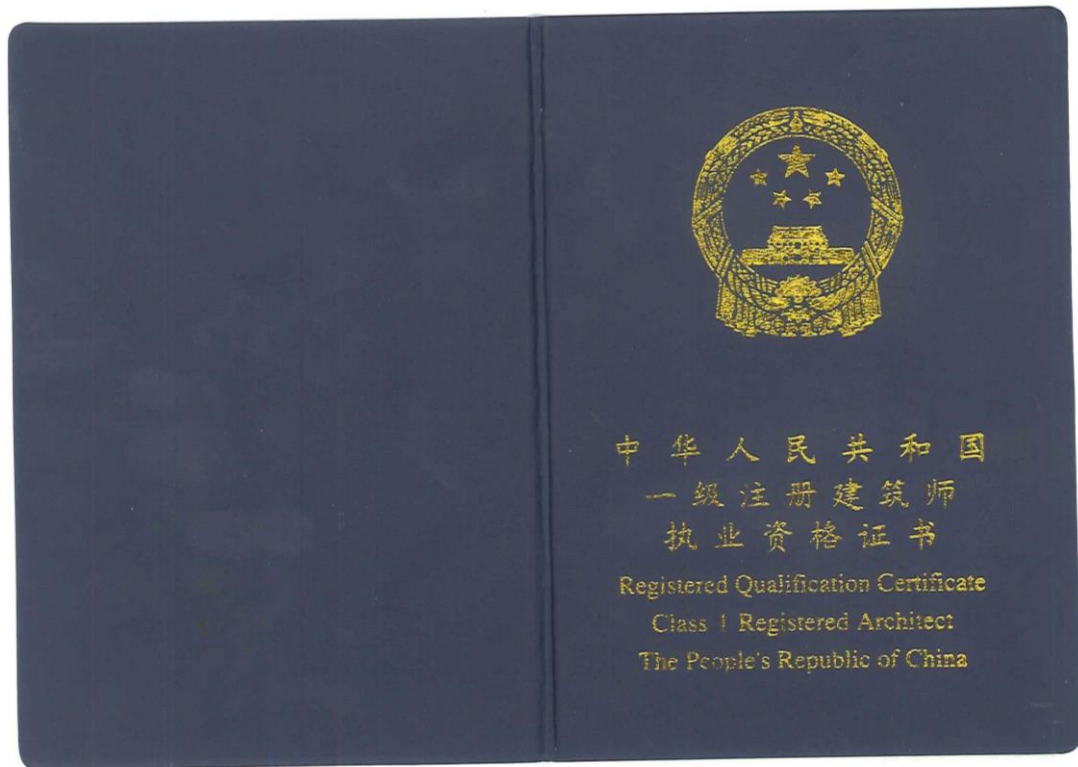 中华人民共和国
一级注册建筑师
执业资格证书
Registered Qualification Certificate
Class 1 Registered Architect
The People's Republic of China